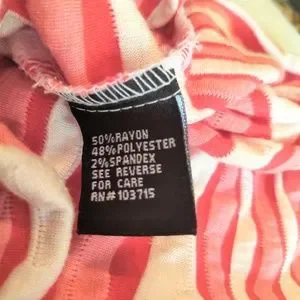 50%RAYON
48%POLYESTER
2%SPANDEX
SEE REVERSE
FOR CARE
RN#103715